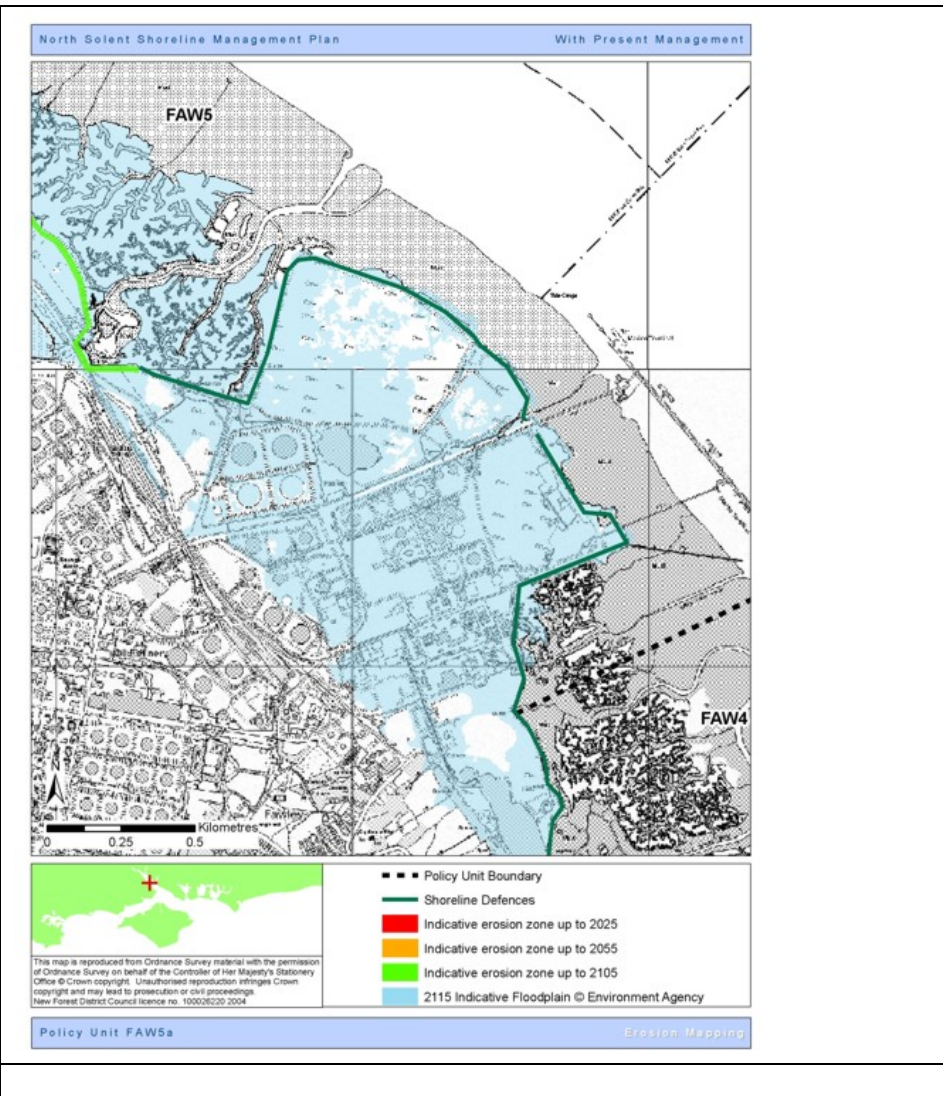 North Solent Shoreline Management Plan
With Present Management
FAW5
Mud
FAW4
Kilometres
0 0.25 0.5
N
Fawley
Policy Unit Boundary
Shoreline Defences
Indicative erosion zone up to 2025
Indicative erosion zone up to 2055
Indicative erosion zone up to 2105
2115 Indicative Floodplain © Environment Agency
This map is reproduced from Ordnance Survey material with the permission
of Ordnance Survey on behalf of the Controller of Her Majesty's Stationery
Office © Crown copyright. Unauthorised reproduction infringes Crown
copyright and may lead to prosecution or civil proceedings.
New Forest District Council licence no. 100026220 2004
Policy Unit FAW5a
Erosion Mapping